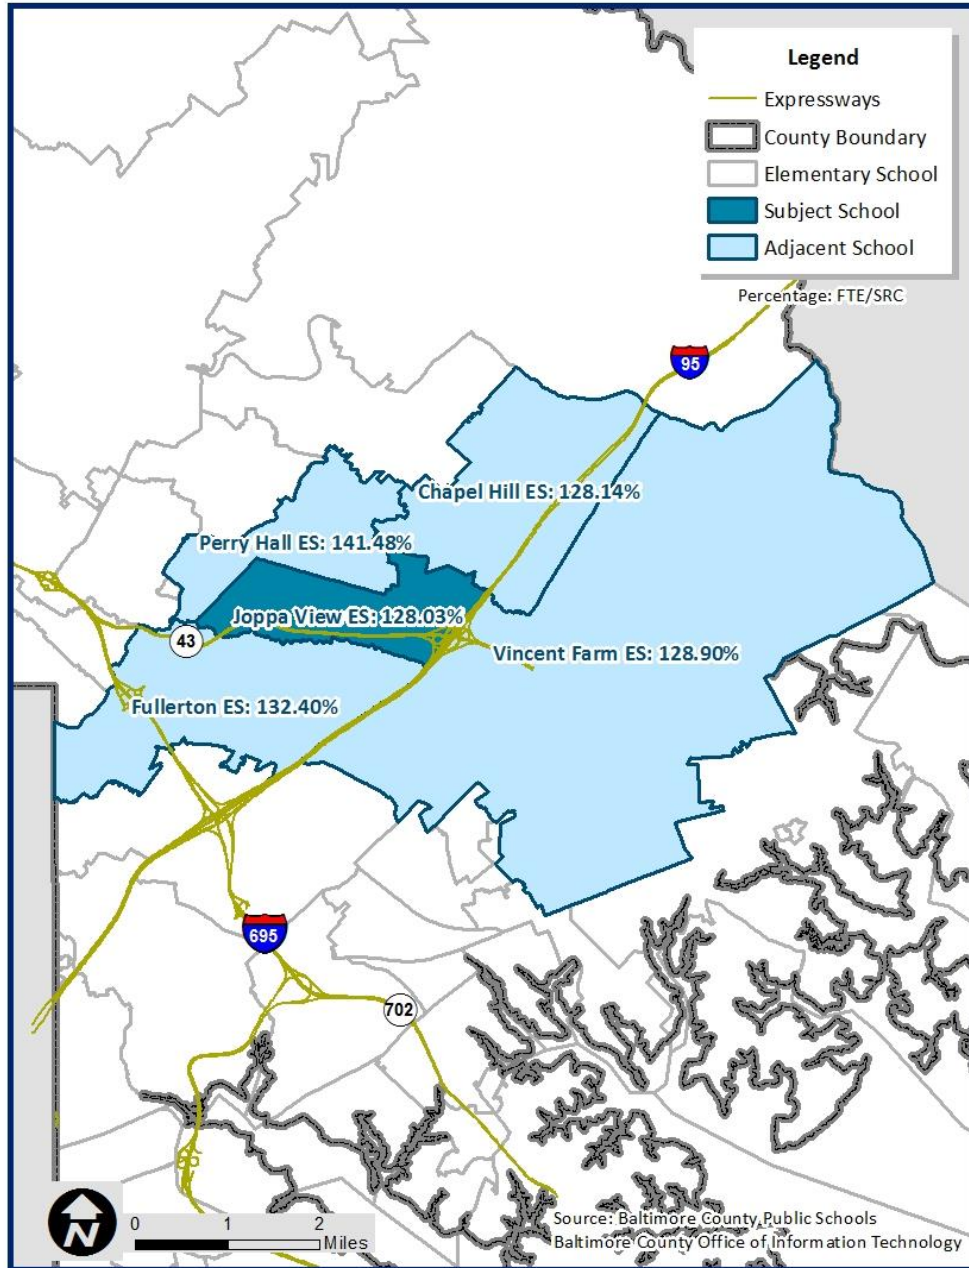 Legend
Expressways
County Boundary
Elementary School
Subject School
Adjacent School
Percentage: FTE/SRC
95
Chapel Hill ES: 128.14%
Perry Hall ES: 141.48%
Joppa View ES: 128.03%
43
Vincent Farm ES: 128.90%
Fullerton ES: 132.40%
695
702
N
0 1 2
Miles
Source: Baltimore County Public Schools
Baltimore County Office of Information Technology